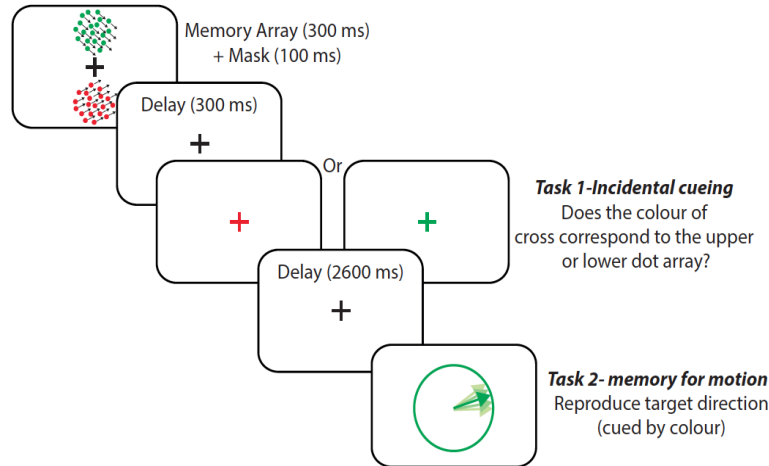 Memory Array (300 ms)
+ Mask (100 ms)
Delay (300 ms)
Or
Task 1-Incidental cueing
Does the colour of
cross correspond to the upper
or lower dot array?
Delay (2600 ms)
Task 2- memory for motion
Reproduce target direction
(cued by colour)